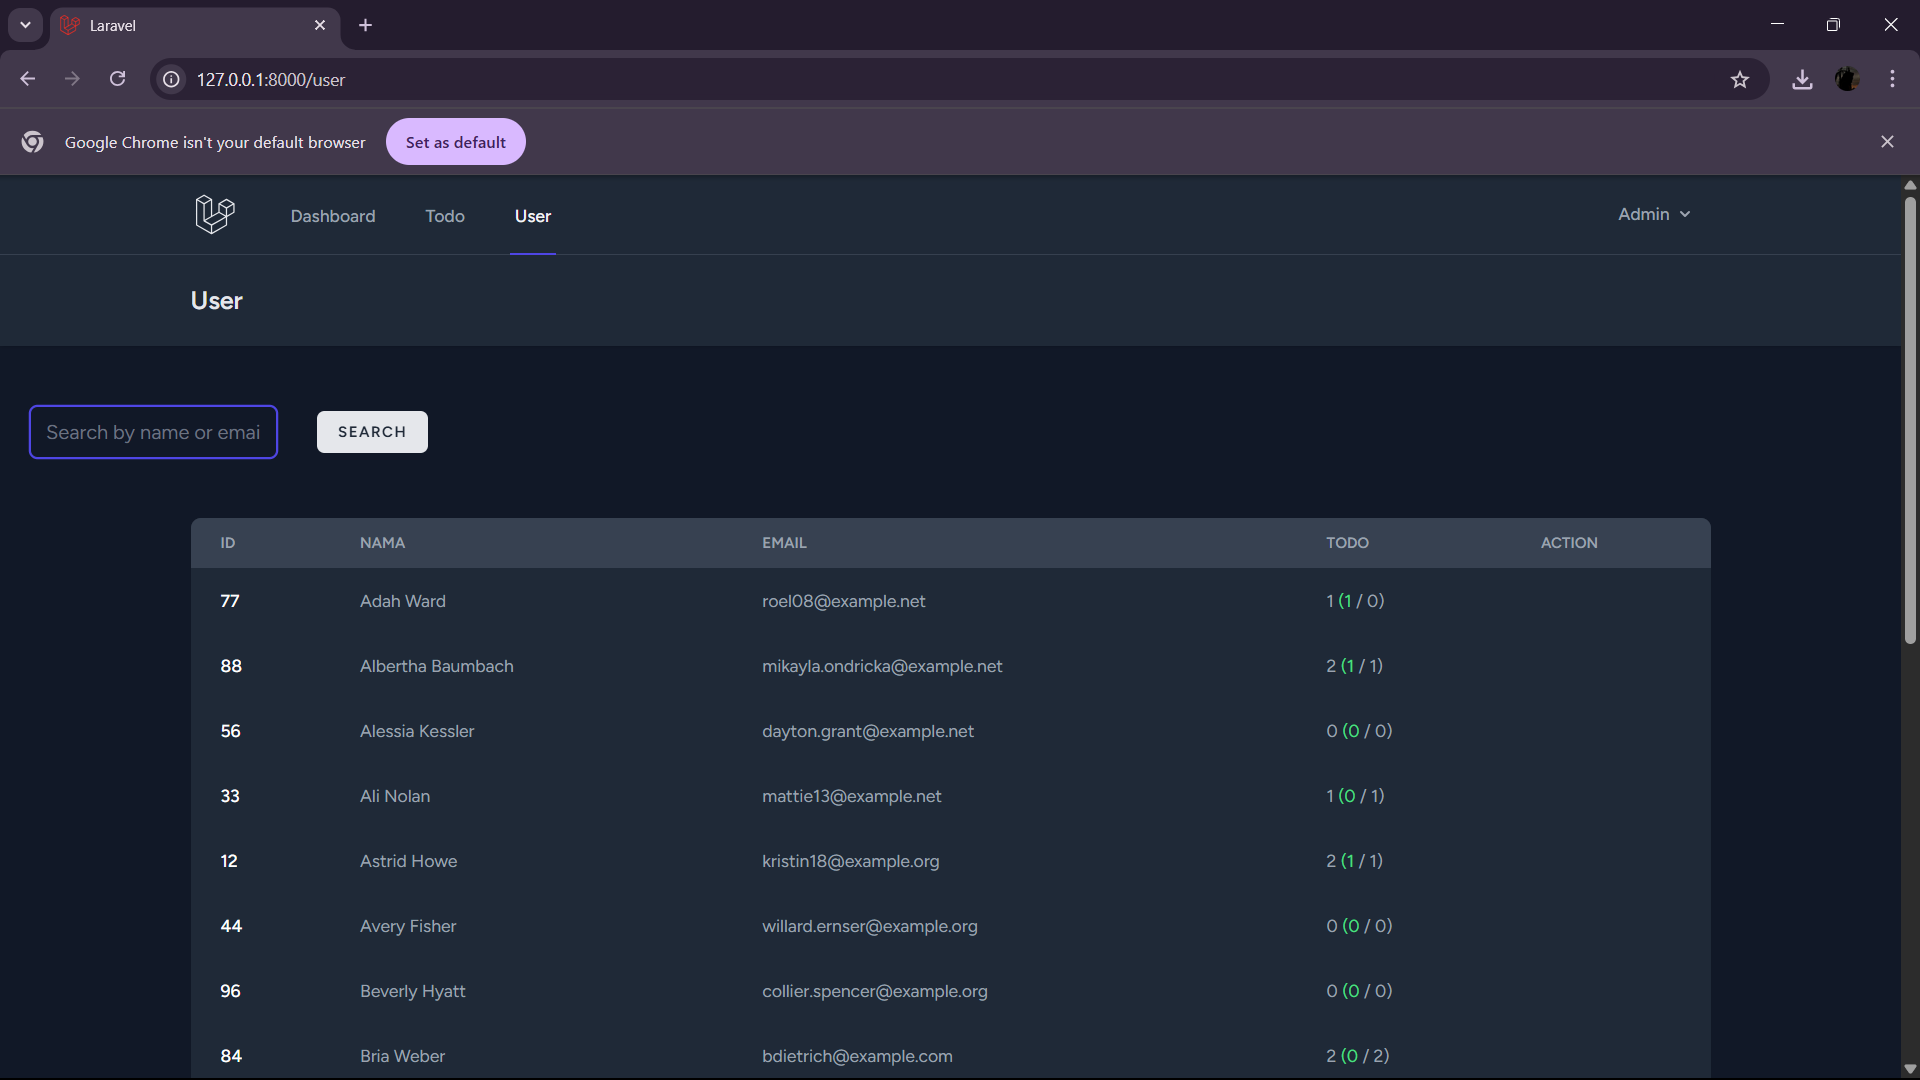 Laravel
127.0.0.1:8000/user
Google Chrome isn't your default browser Set as default
Dashboard Todo User Admin
User
Search by name or emai SEARCH
ID NAMA EMAIL TODO ACTION
77 Adah Ward roel08@example.net 1 (1 / 0)
88 Albertha Baumbach mikayla.ondricka@example.net 2 (1 / 1)
56 Alessia Kessler dayton.grant@example.net 0 (0 / 0)
33 Ali Nolan mattie13@example.net 1 (0 / 1)
12 Astrid Howe kristin18@example.org 2 (1 / 1)
44 Avery Fisher willard.ernser@example.org 0 (0 / 0)
96 Beverly Hyatt collier.spencer@example.org 0 (0 / 0)
84 Bria Weber bdietrich@example.com 2 (0 / 2)